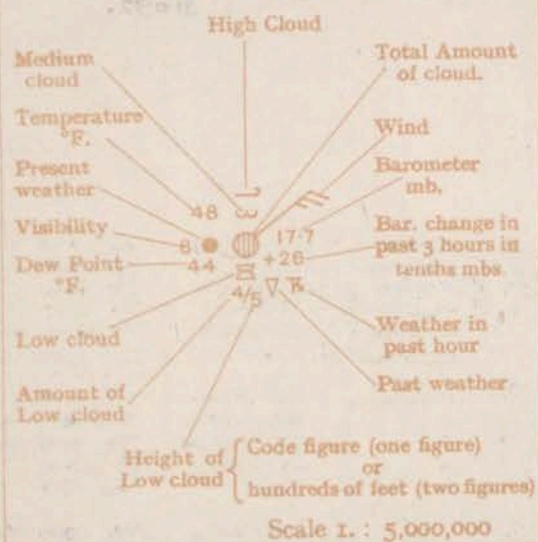 High Cloud
Medium
cloud
Total Amount
of cloud.
Temperature
°F.
Wind
Present
weather
Barometer
mb.
Visibility
Bar. change in
past 3 hours in
tenths mbs.
Dew Point
°F.
48
17.7
8
+26
44
4/5
Low cloud
Weather in
past hour
Amount of
Low cloud
Past weather
Height of
Low cloud
Code figure (one figure)
or
hundreds of feet (two figures)
Scale 1. : 5,000,000